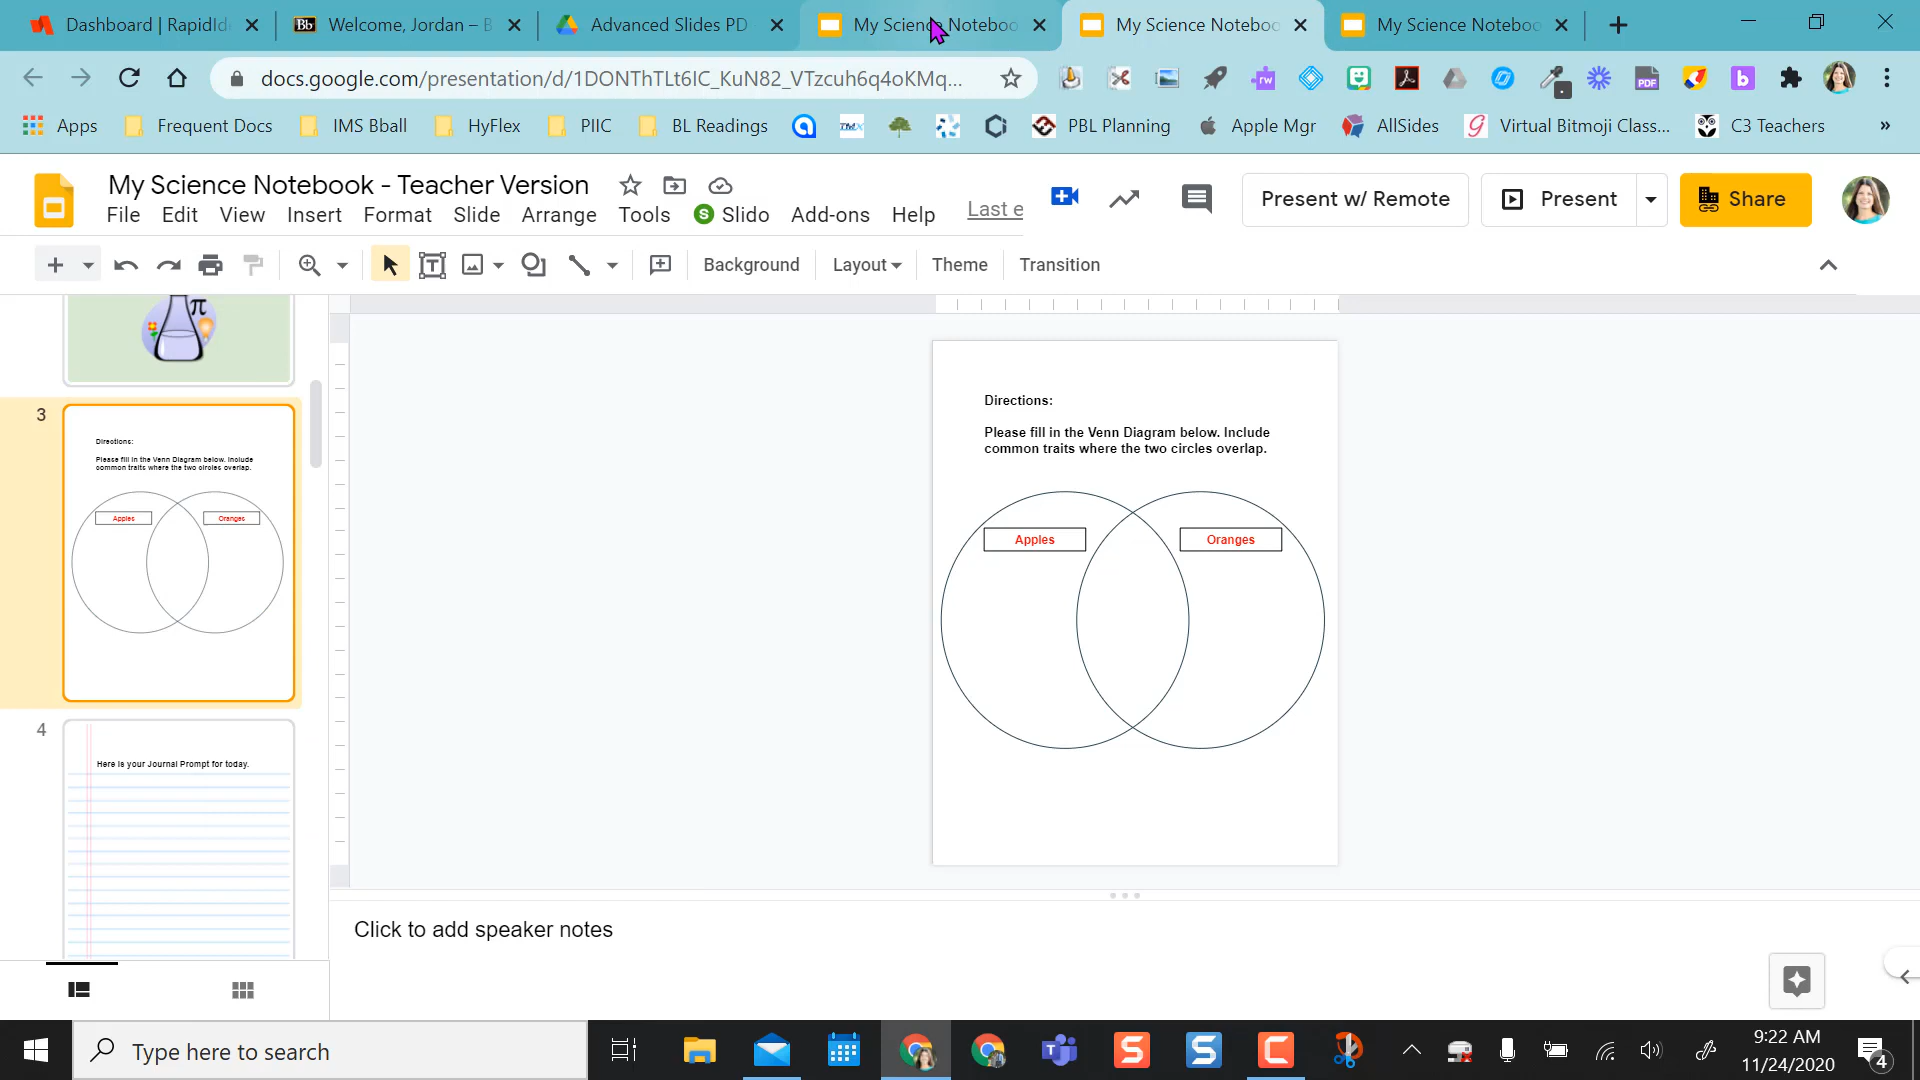 Dashboard | RapidIde
Welcome, Jordan – B
Advanced Slides PD
My Science Noteboo
My Science Noteboo
My Science Noteboo
docs.google.com/presentation/d/1DONThTLt6IC_KuN82_VTzcuh6q4oKMq...
Apps
Frequent Docs
IMS Bball
HyFlex
PIIC
BL Readings
PBL Planning
Apple Mgr
AllSides
Virtual Bitmoji Class...
C3 Teachers
»
My Science Notebook - Teacher Version
File Edit View Insert Format Slide Arrange Tools Slido Add-ons Help
Last e
Present w/ Remote
Present
Share
Background
Layout
Theme
Transition
π
3
Directions:
Please fill in the Venn Diagram below. Include
common traits where the two circles overlap.
Apples
Oranges
4
Here is your Journal Prompt for today.
Directions:
Please fill in the Venn Diagram below. Include
common traits where the two circles overlap.
Apples
Oranges
Click to add speaker notes
Type here to search
9:22 AM
11/24/2020
4